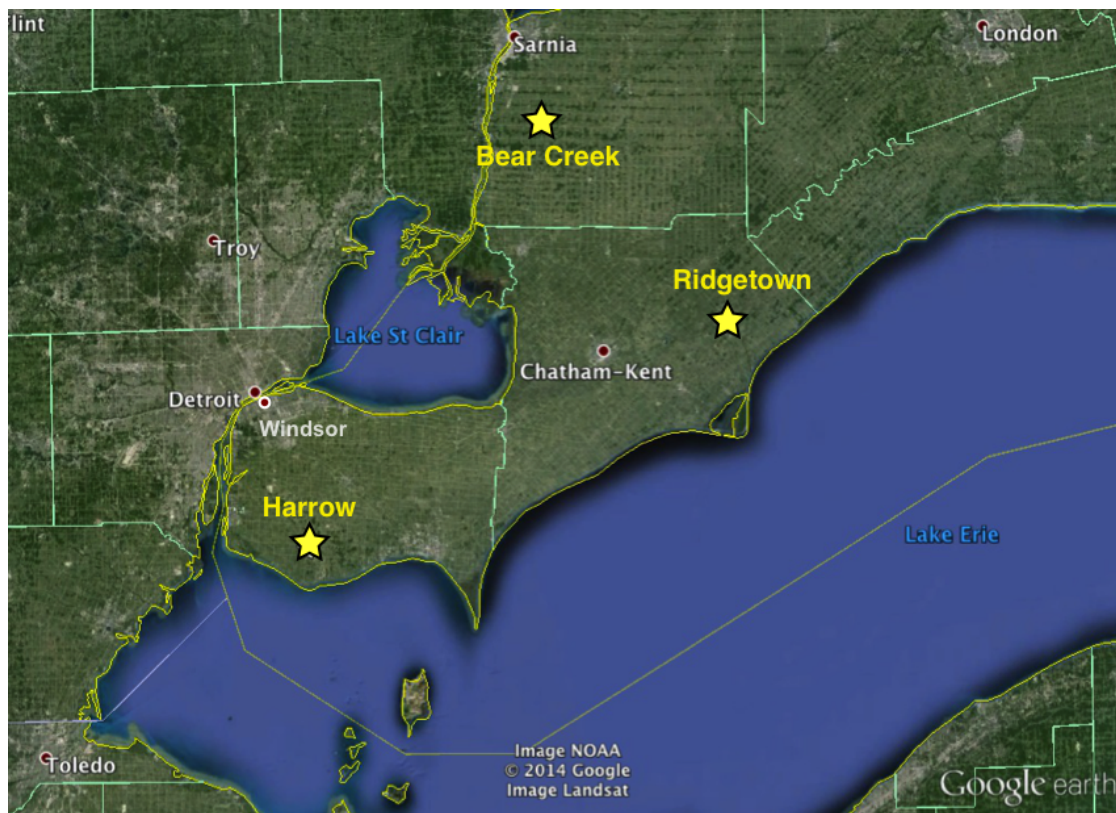 Flint
Sarnia
London
Bear Creek
Troy
Ridgetown
Lake St Clair
Chatham-Kent
Detroit
Windsor
Harrow
Lake Erie
Toledo
Image NOAA
© 2014 Google
Image Landsat
Google earth